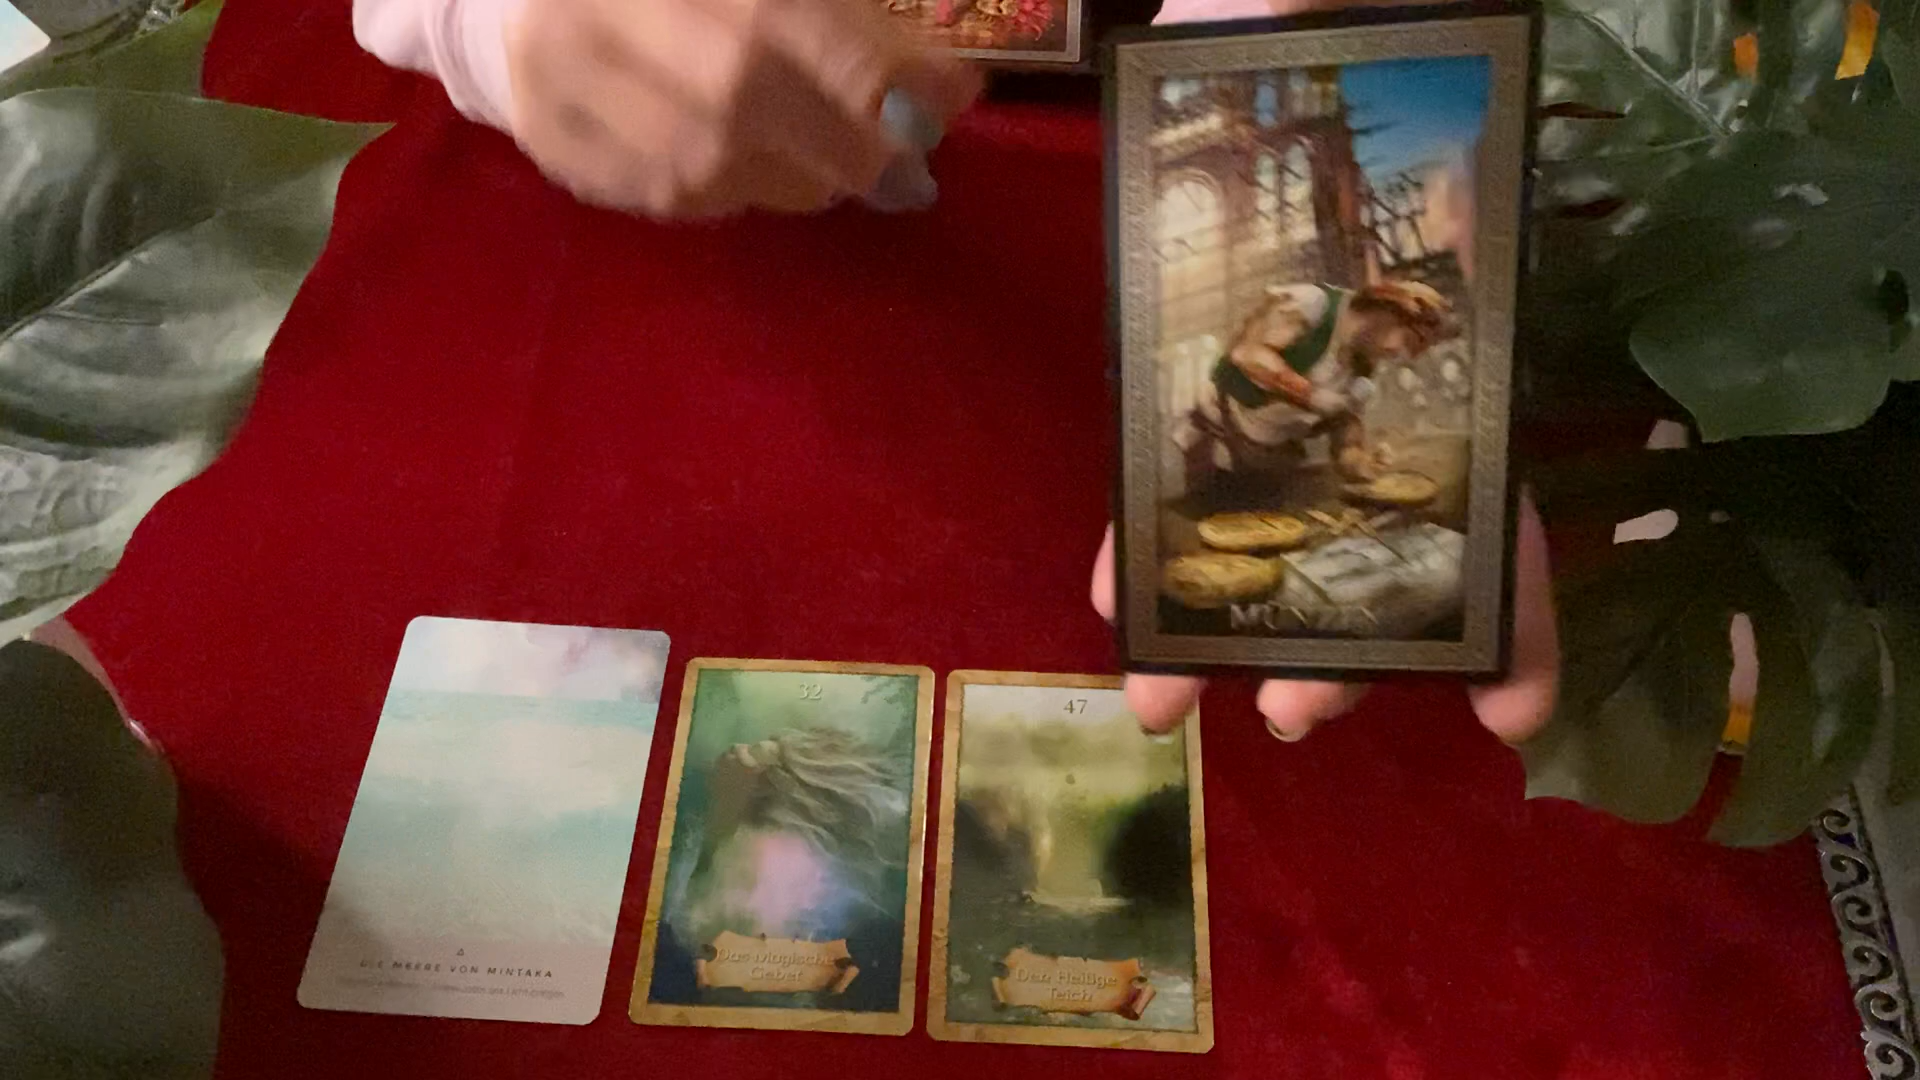 MÜNZEN
32
47
DIE MEERE VON MINTAKA
Das Magische
Gebet
Der Heilige
Teich